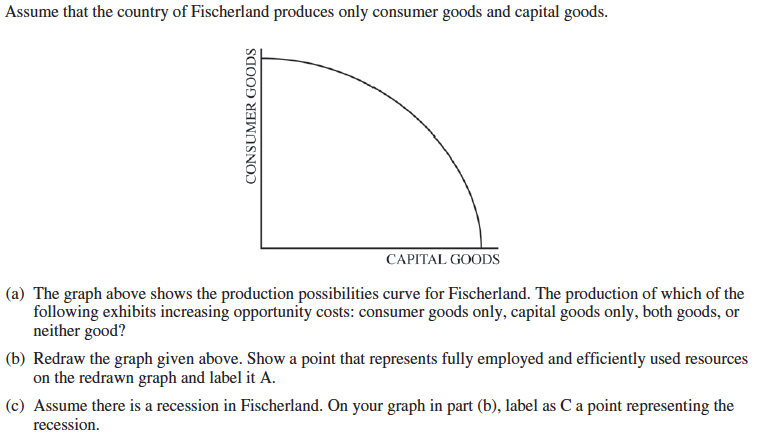 Assume that the country of Fischerland produces only consumer goods and capital goods.
CONSUMER GOODS
CAPITAL GOODS
(a) The graph above shows the production possibilities curve for Fischerland. The production of which of the
following exhibits increasing opportunity costs: consumer goods only, capital goods only, both goods, or
neither good?
(b) Redraw the graph given above. Show a point that represents fully employed and efficiently used resources
on the redrawn graph and label it A.
(c) Assume there is a recession in Fischerland. On your graph in part (b), label as C a point representing the
recession.